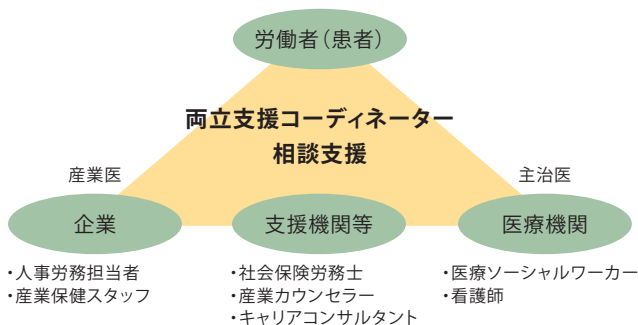 労働者(患者)
両立支援コーディネーター
相談支援
産業医
主治医
企業
支援機関等
医療機関
・人事労務担当者
・産業保健スタッフ
・社会保険労務士
・産業カウンセラー
・キャリアコンサルタント
・医療ソーシャルワーカー
・看護師